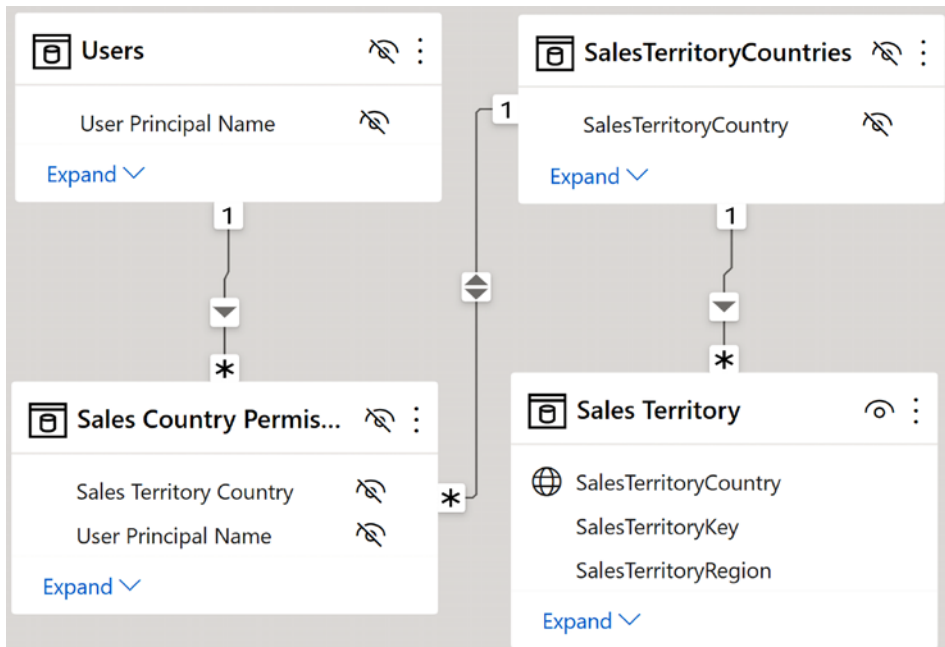 Users
User Principal Name
Expand
1
*
SalesTerritoryCountries
SalesTerritoryCountry
Expand
1
1
*
Sales Country Permis...
Sales Territory Country
User Principal Name
Expand
*
Sales Territory
SalesTerritoryCountry
SalesTerritoryKey
SalesTerritoryRegion
Expand